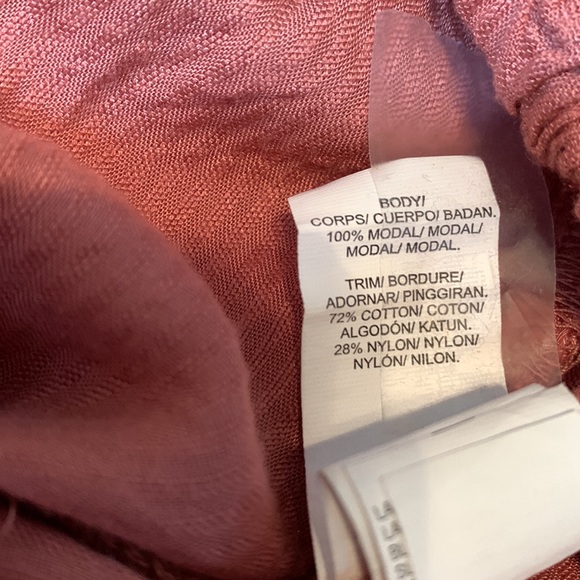 BODY/
CORPS/ CUERPO/ BADAN.
100% MODAL/ MODAL/
MODAL/ MODAL.
TRIM/ BORDURE/
ADORNAR/ PINGGIRAN.
72% COTTON/ COTON/
ALGODÓN/ KATUN.
28% NYLON/ NYLON/
NYLÓN/ NILON.